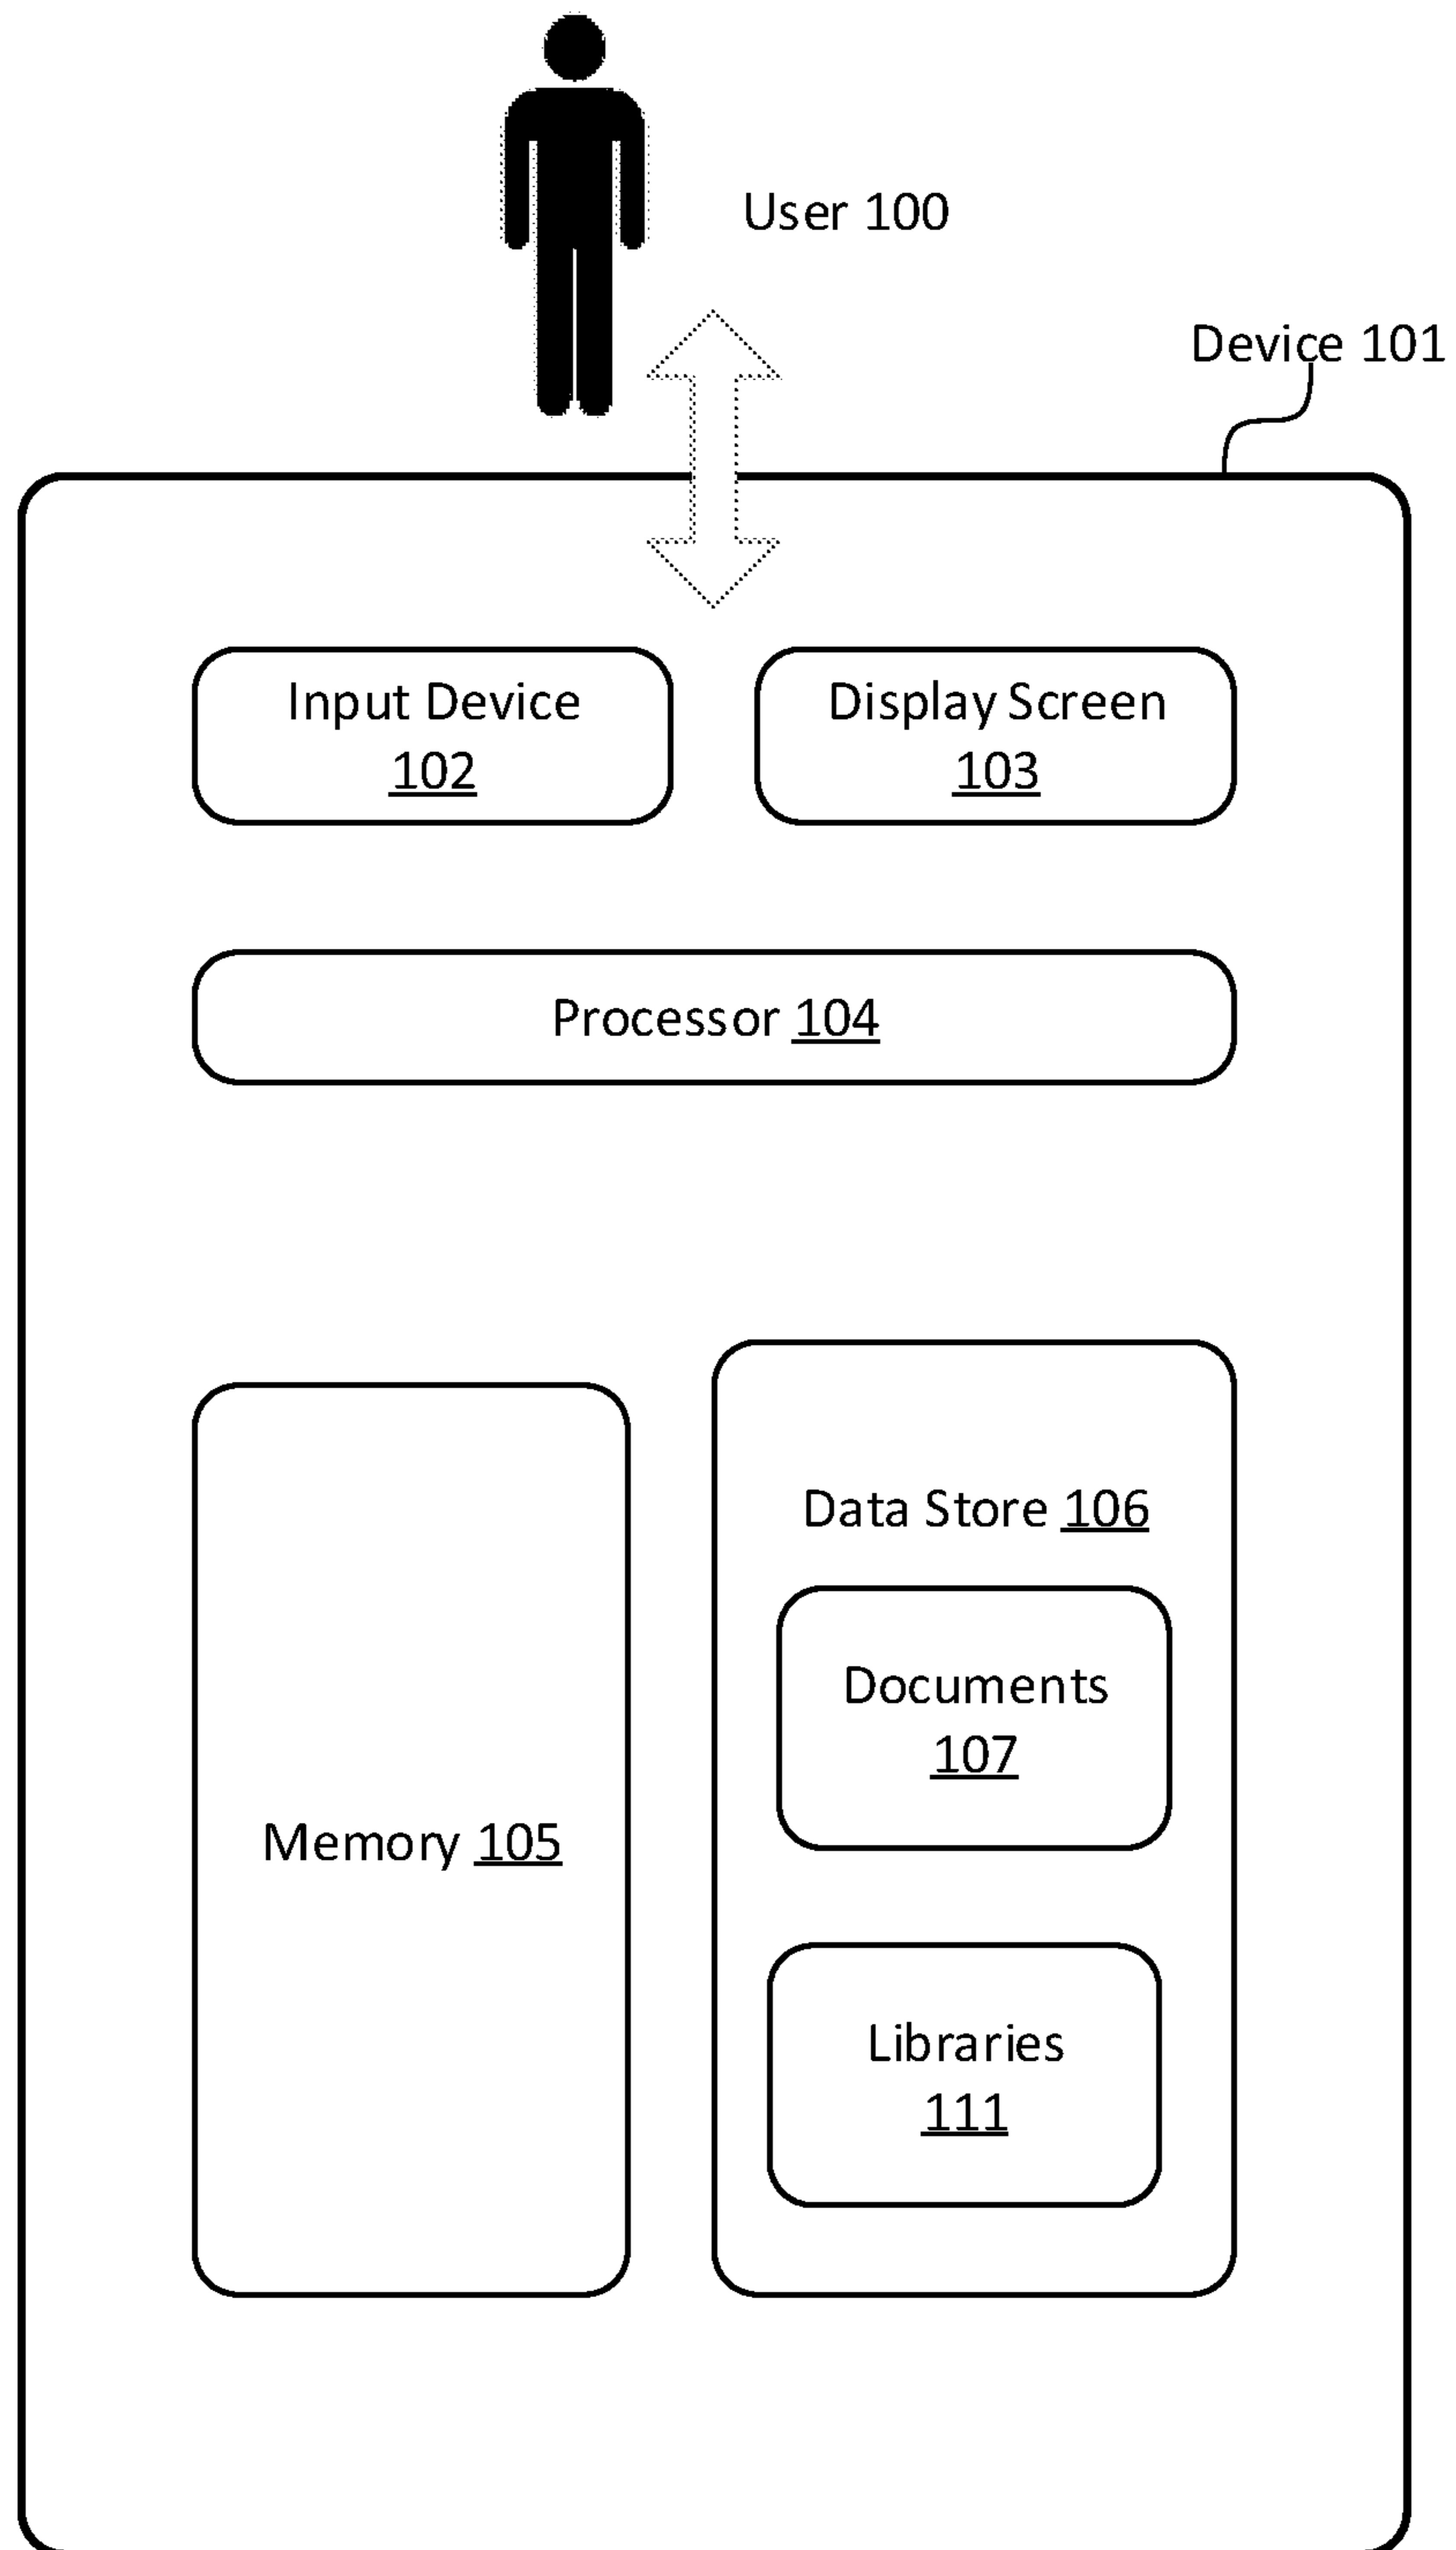 User 100
Device 101
Input Device
102
Display Screen
103
Processor 104
Data Store 106
Documents
107
Memory 105
Libraries
111